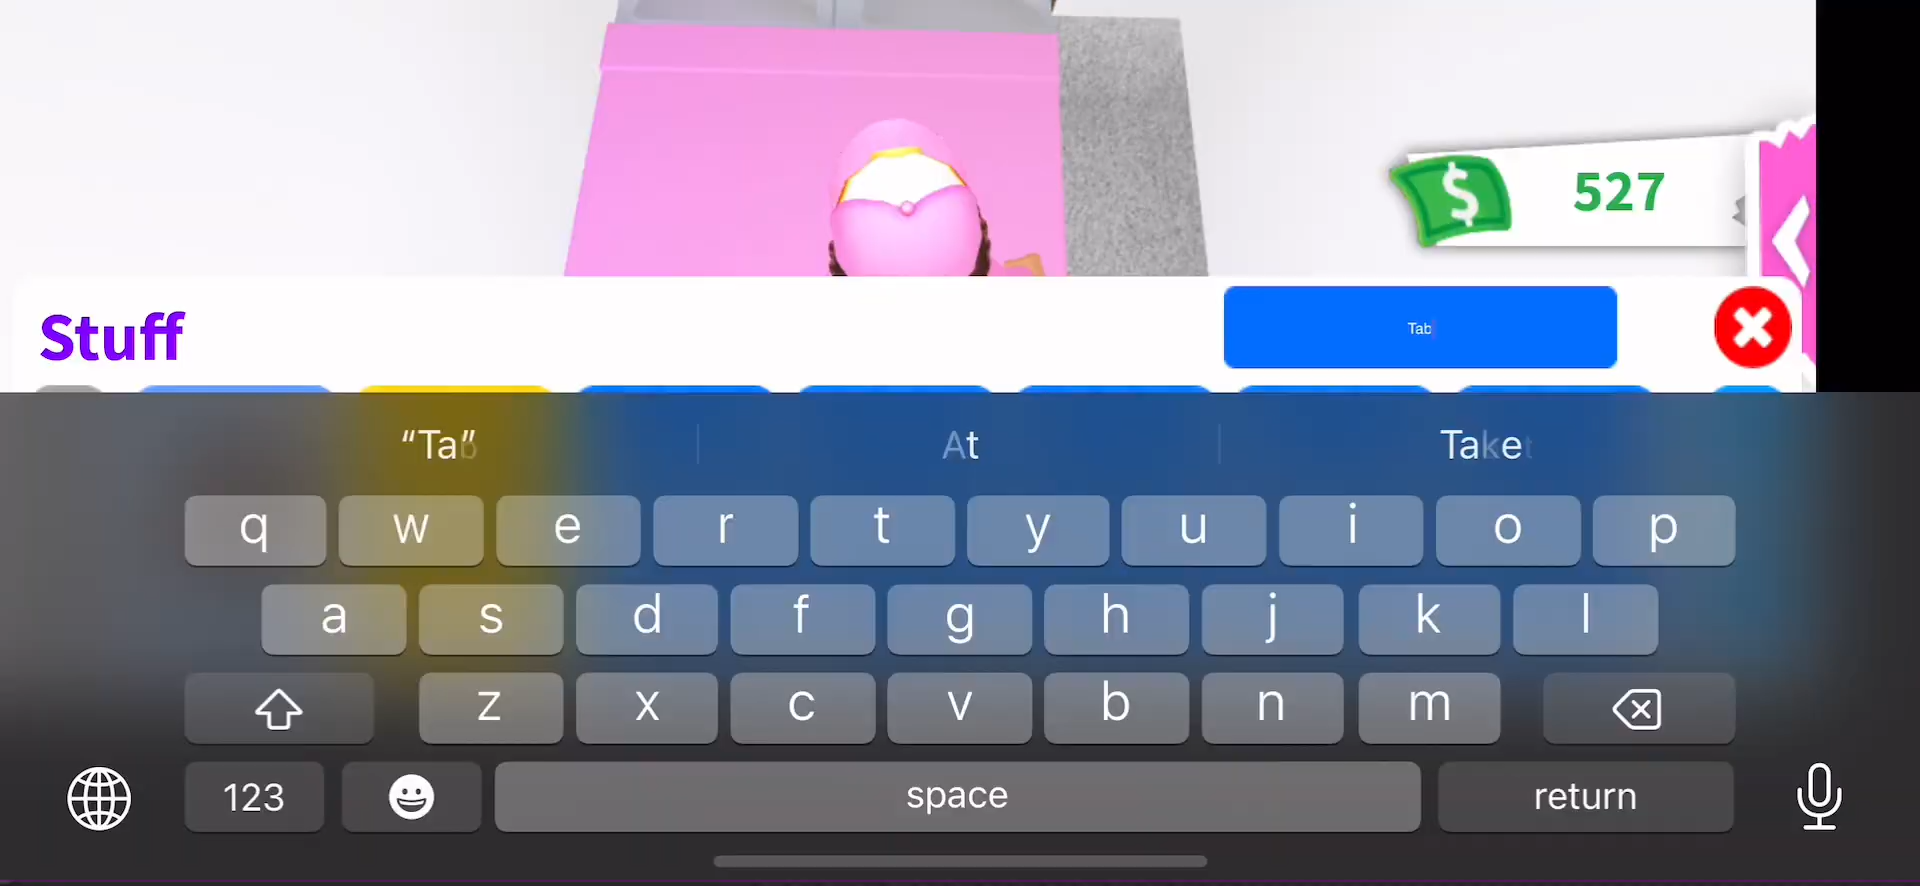 527
Stuff
Tab
“Ta” At Take
q w e r t y u i o p
a s d f g h j k l
z x c v b n m
123 space return